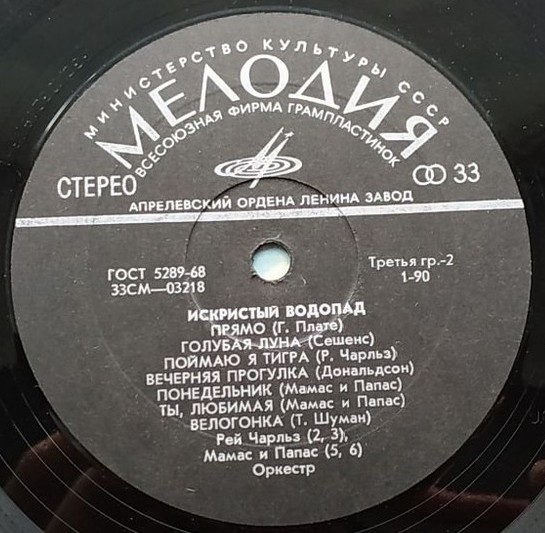 МИНИСТЕРСТВО КУЛЬТУРЫ СССР
МЕЛОДИЯ
ВСЕСОЮЗНАЯ ФИРМА ГРАМПЛАСТИНОК
СТЕРЕО
33
АПРЕЛЕВСКИЙ ОРДЕНА ЛЕНИНА ЗАВОД
ГОСТ 5289-68
33СМ—03218
Третья гр.-2
1-90
ИСКРИСТЫЙ ВОДОПАД
ПРЯМО (Г. Плате)
ГОЛУБАЯ ЛУНА (Сешенс)
ПОЙМАЮ Я ТИГРА (Р. Чарльз)
ВЕЧЕРНЯЯ ПРОГУЛКА (Дональдсон)
ПОНЕДЕЛЬНИК (Мамас и Папас)
ТЫ, ЛЮБИМАЯ (Мамас и Папас)
ВЕЛОГОНКА (Т. Шуман)
Рей Чарльз (2, 3),
Мамас и Папас (5, 6)
Оркестр